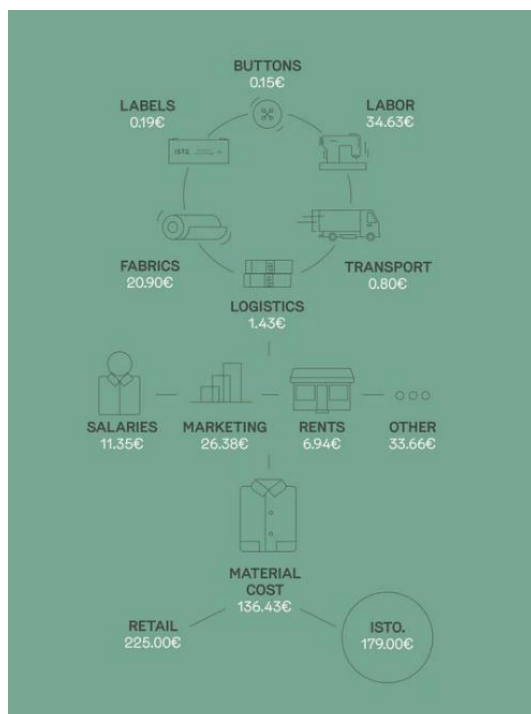 BUTTONS
0.15€
LABELS
0.19€
LABOR
34.63€
ISTO.
FABRICS
20.90€
TRANSPORT
0.80€
LOGISTICS
1.43€
SALARIES
11.35€
MARKETING
26.38€
RENTS
6.94€
OTHER
33.66€
MATERIAL
COST
136.43€
RETAIL
225.00€
ISTO.
179.00€